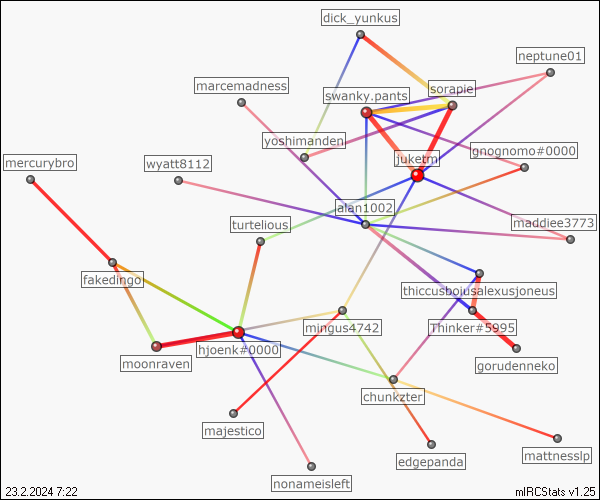 dick_yunkus
neptune01
marcemadness
sorapie
swanky.pants
yoshimanden
gnognomo#0000
juketm
mercurybro
wyatt8112
alan1002
maddiee3773
turtelious
fakedingo
thiccusboiusalexusjoneus
mingus4742
Thinker#5995
hjoenk#0000
moonraven
gorudenneko
chunkzter
majestico
mattnesslp
edgepanda
nonameisleft
23.2.2024 7:22
mIRCStats v1.25